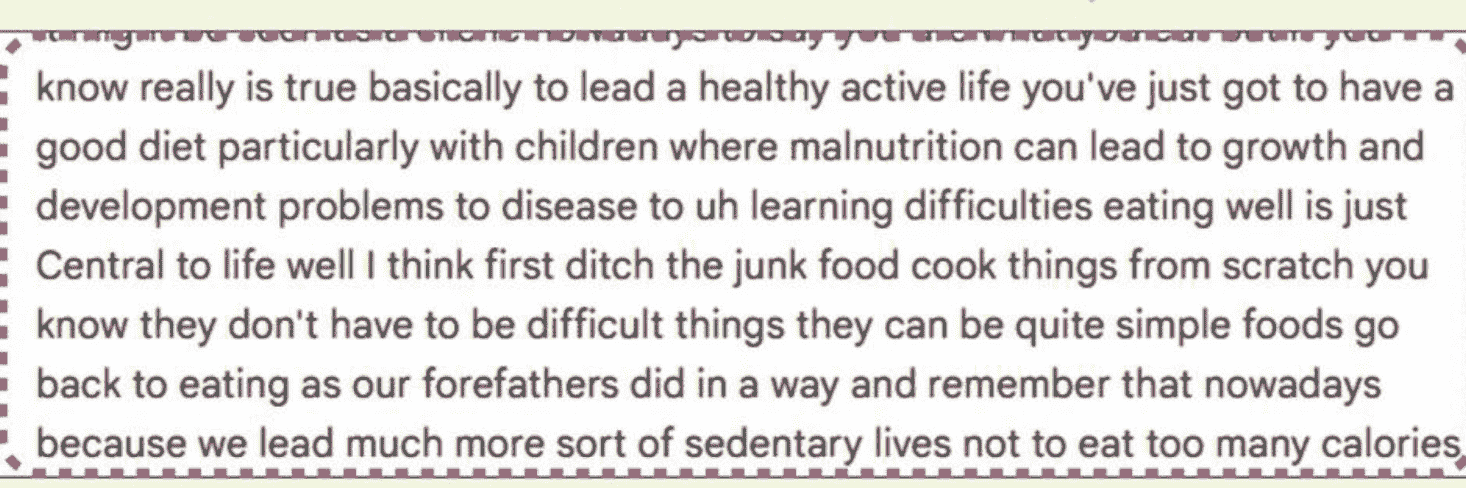 know really is true basically to lead a healthy active life you've just got to have a
good diet particularly with children where malnutrition can lead to growth and
development problems to disease to uh learning difficulties eating well is just
Central to life well I think first ditch the junk food cook things from scratch you
know they don't have to be difficult things they can be quite simple foods go
back to eating as our forefathers did in a way and remember that nowadays
because we lead much more sort of sedentary lives not to eat too many calories